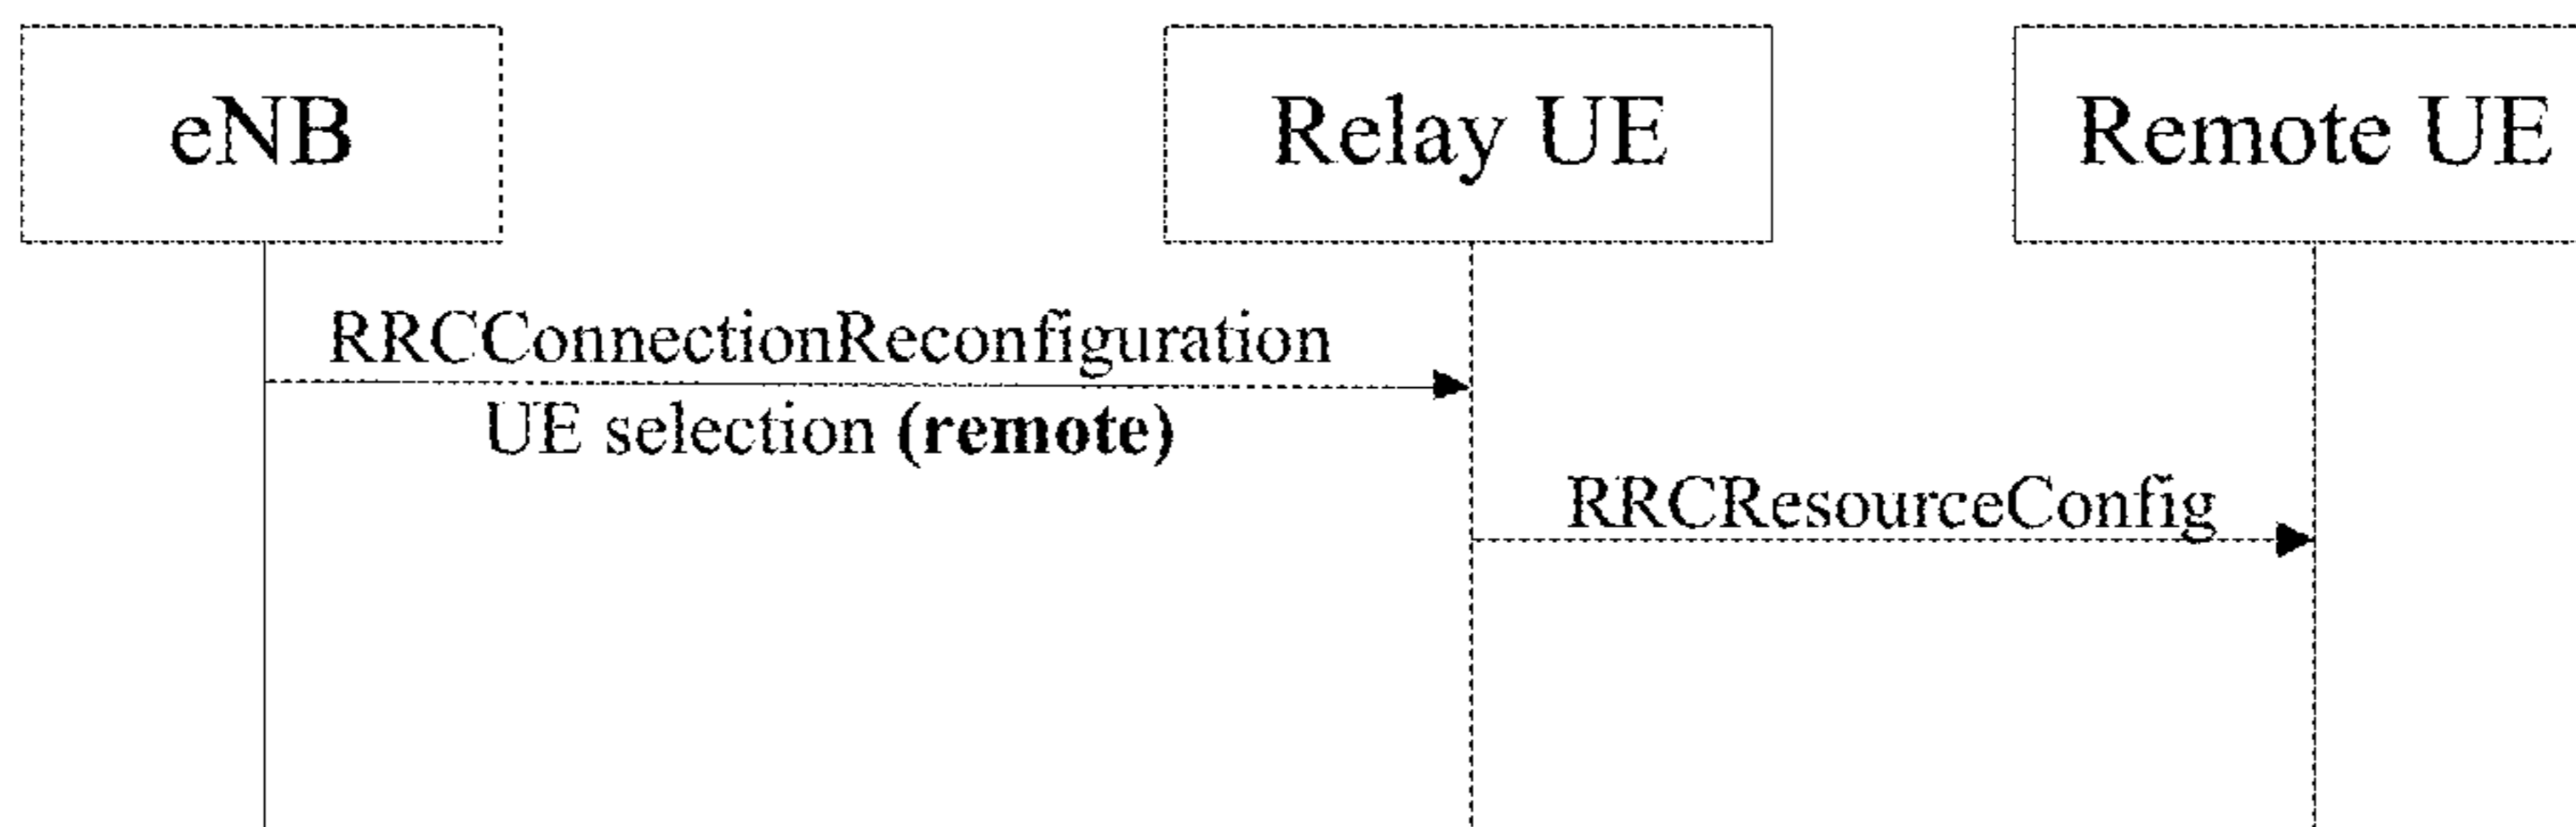 eNB
Relay UE
Remote UE
RRCConnectionReconfiguration
UE selection (remote)
RRCResourceConfig